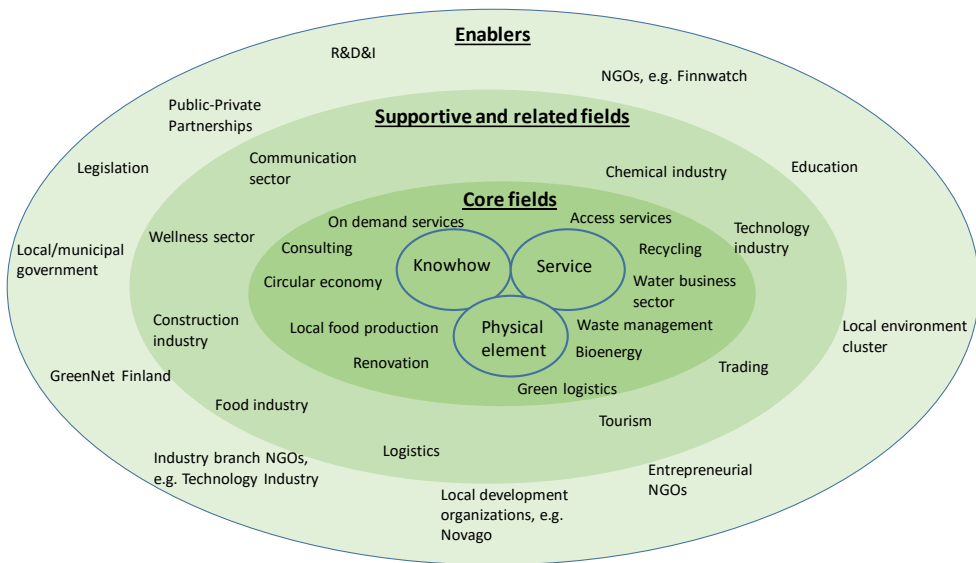 Enablers
R&D&I
NGOs, e.g. Finnwatch
Public-Private
Partnerships
Supportive and related fields
Legislation
Communication
sector
Chemical industry
Education
Core fields
On demand services
Access services
Wellness sector
Technology
industry
Local/municipal
government
Consulting
Recycling
Knowhow
Service
Circular economy
Water business
sector
Construction
industry
Local food production
Physical
element
Waste management
Local environment
cluster
Renovation
Bioenergy
Trading
GreenNet Finland
Green logistics
Food industry
Tourism
Logistics
Industry branch NGOs,
e.g. Technology Industry
Entrepreneurial
NGOs
Local development
organizations, e.g.
Novago